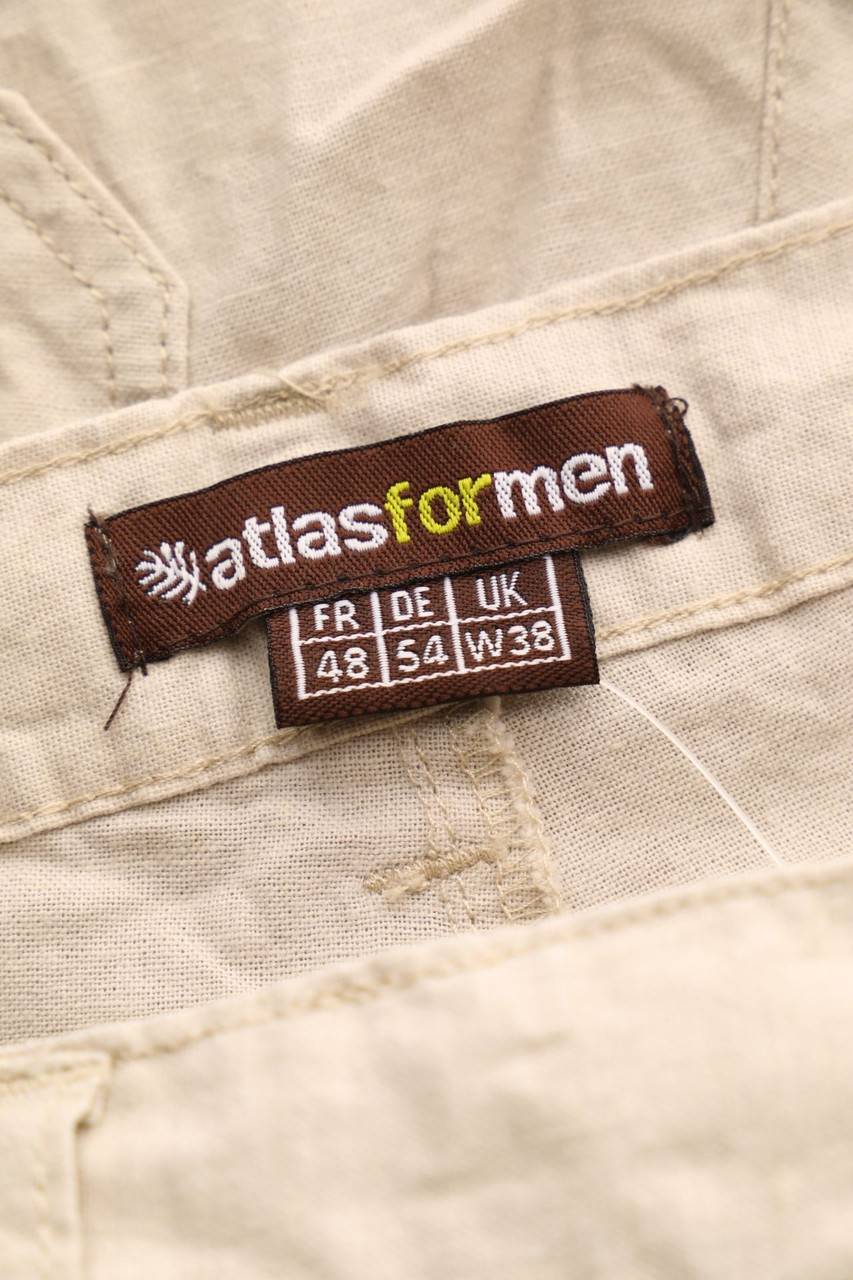 atlasformen
FR DE UK
48 54 W38